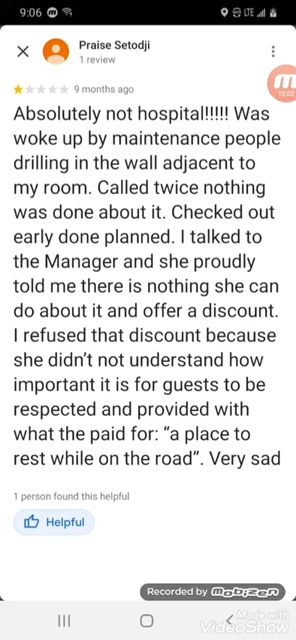 9:06 m LTE
Praise Setodji
1 review
m
10:02
9 months ago
Absolutely not hospital!!!!! Was
woke up by maintenance people
drilling in the wall adjacent to
my room. Called twice nothing
was done about it. Checked out
early done planned. I talked to
the Manager and she proudly
told me there is nothing she can
do about it and offer a discount.
I refused that discount because
she didn’t not understand how
important it is for guests to be
respected and provided with
what the paid for: “a place to
rest while on the road”. Very sad
1 person found this helpful
Helpful
Recorded by mobizen
Made with
VideoShow